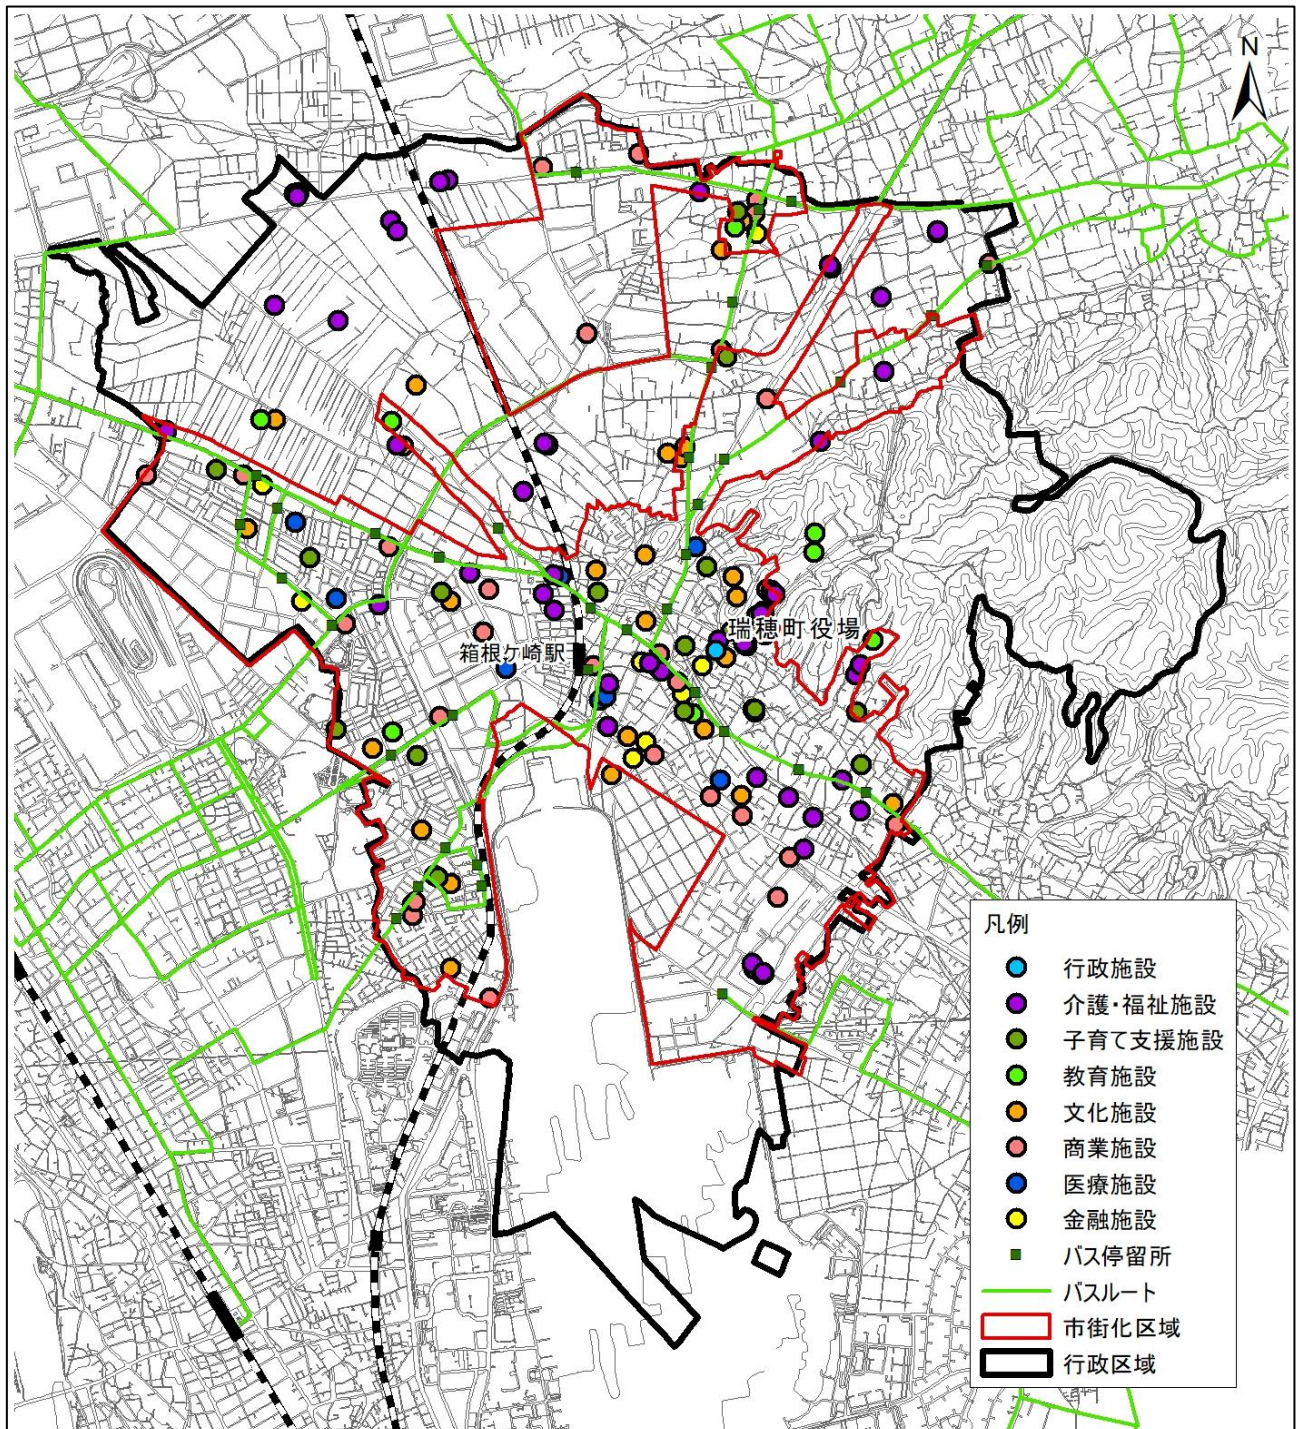 N
瑞穂町役場
箱根ケ崎駅
凡例
行政施設
介護・福祉施設
子育て支援施設
教育施設
文化施設
商業施設
医療施設
金融施設
バス停留所
バスルート
市街化区域
行政区域